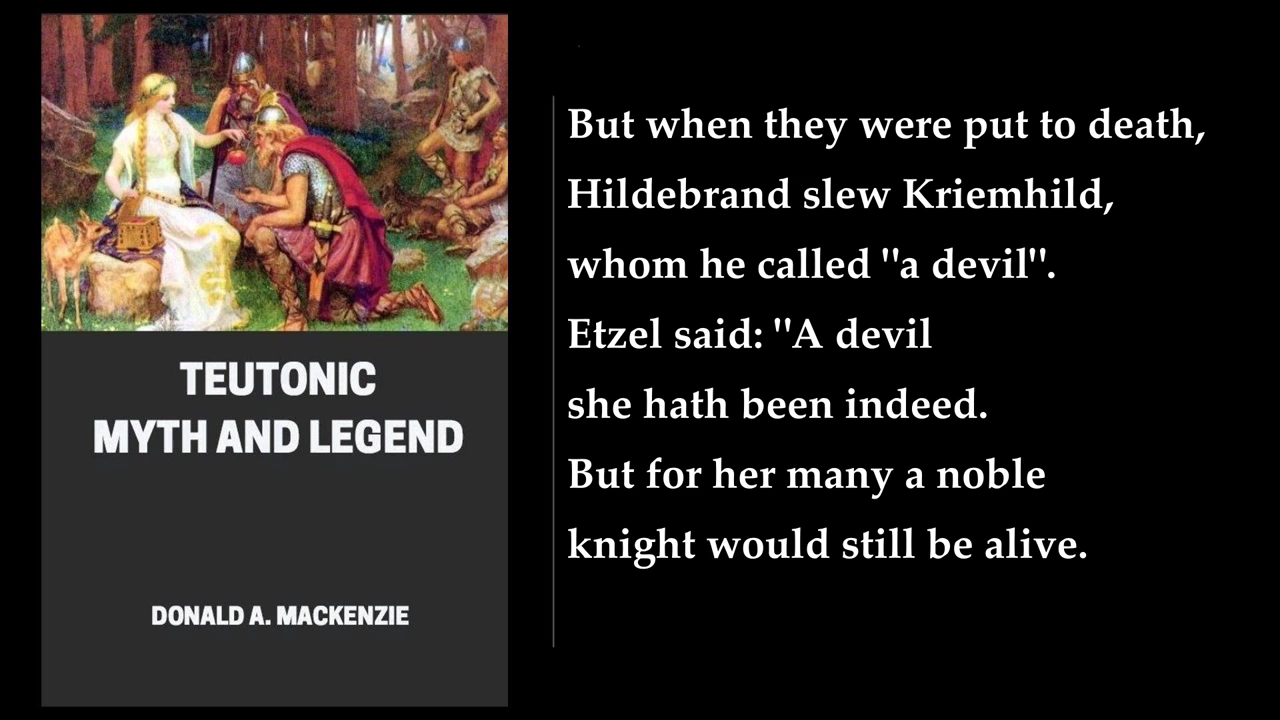 TEUTONIC
MYTH AND LEGEND
DONALD A. MACKENZIE
But when they were put to death,
Hildebrand slew Kriemhild,
whom he called "a devil".
Etzel said: "A devil
she hath been indeed.
But for her many a noble
knight would still be alive.